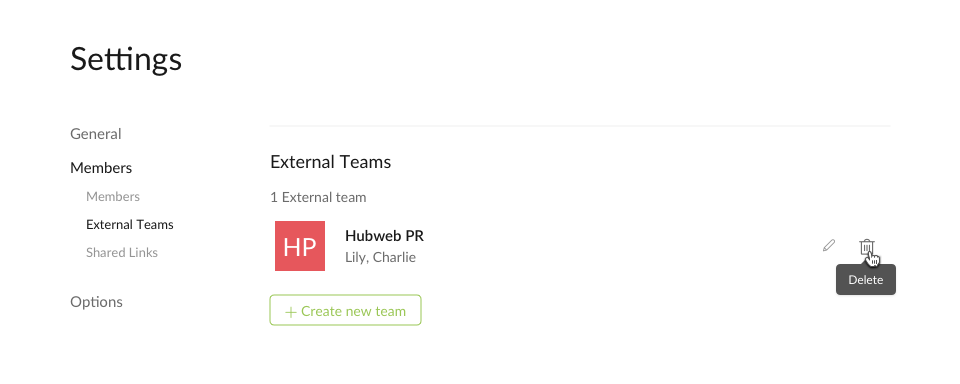 Settings
General
Members
Members
External Teams
Shared Links
Options
External Teams
1 External team
HP
Hubweb PR
Lily, Charlie
Delete
+ Create new team